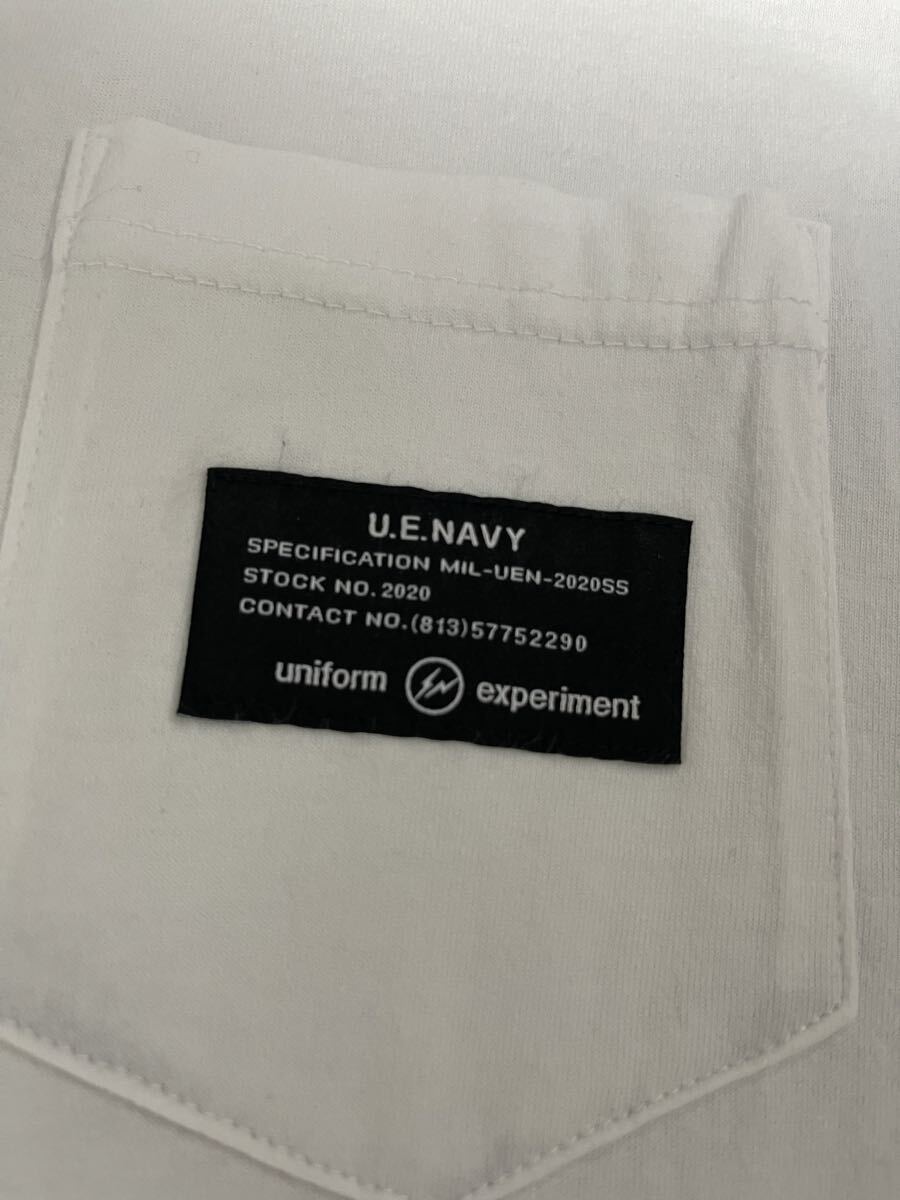 U.E.NAVY
SPECIFICATION MIL-UEN-2020SS
STOCK NO.2020
CONTACT NO.(813)57752290
uniform experiment